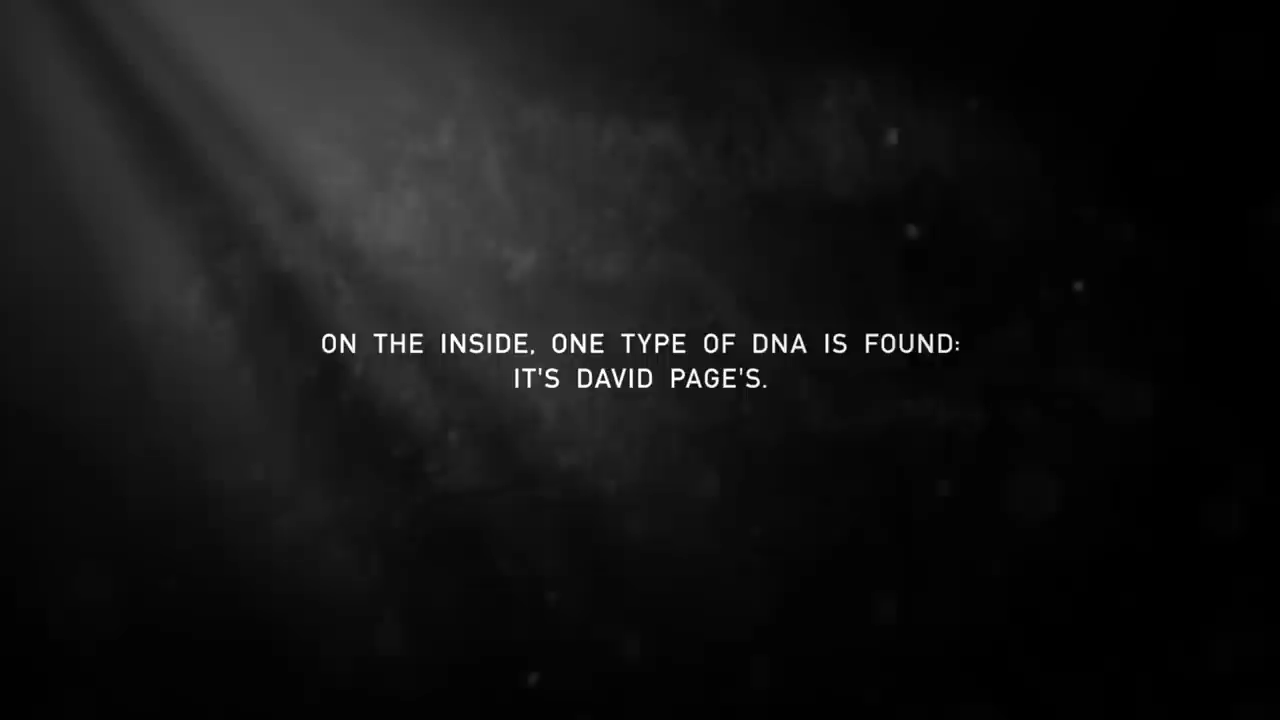 ON THE INSIDE, ONE TYPE OF DNA IS FOUND:
IT'S DAVID PAGE'S.